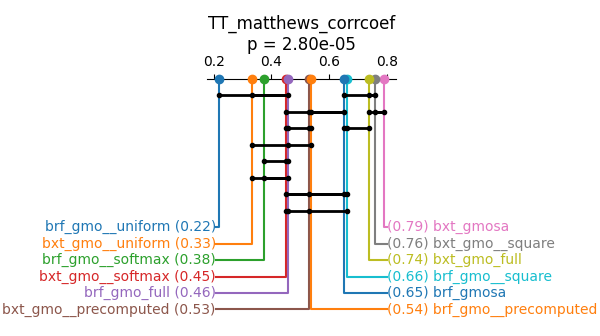 TT_matthews_corrcoef
p = 2.80e-05
0.2 0.4 0.6 0.8
brf_gmo__uniform (0.22) (0.79) bxt_gmosa
bxt_gmo__uniform (0.33) (0.76) bxt_gmo__square
brf_gmo__softmax (0.38) (0.74) bxt_gmo_full
bxt_gmo__softmax (0.45) (0.66) brf_gmo__square
brf_gmo_full (0.46) (0.65) brf_gmosa
bxt_gmo__precomputed (0.53) (0.54) brf_gmo__precomputed